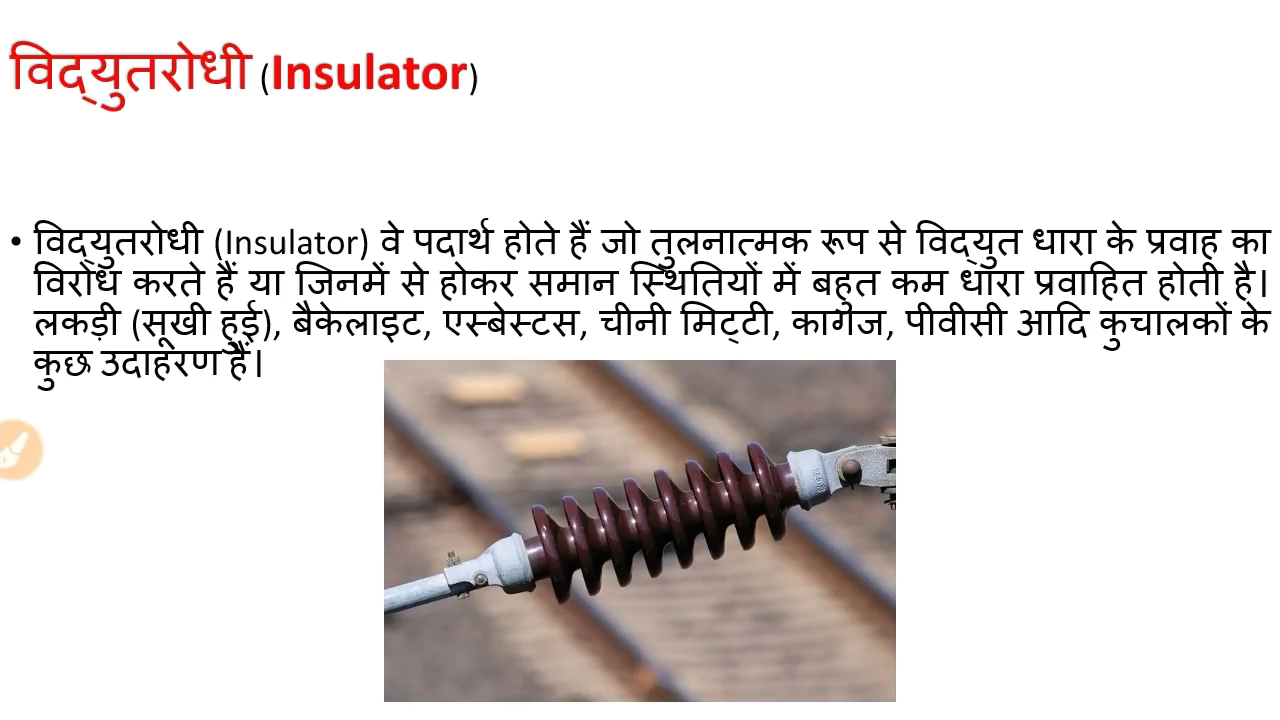 विद्युतरोधी (Insulator)
• विद्युतरोधी (Insulator) वे पदार्थ होते हैं जो तुलनात्मक रूप से विद्युत धारा के प्रवाह का
विरोध करते हैं या जिनमें से होकर समान स्थितियों में बहुत कम धारा प्रवाहित होती है।
लकड़ी (सूखी हुई), बैकेलाइट, एस्बेस्टस, चीनी मिट्टी, कागज, पीवीसी आदि कुचालकों के
कुछ उदाहरण हैं।